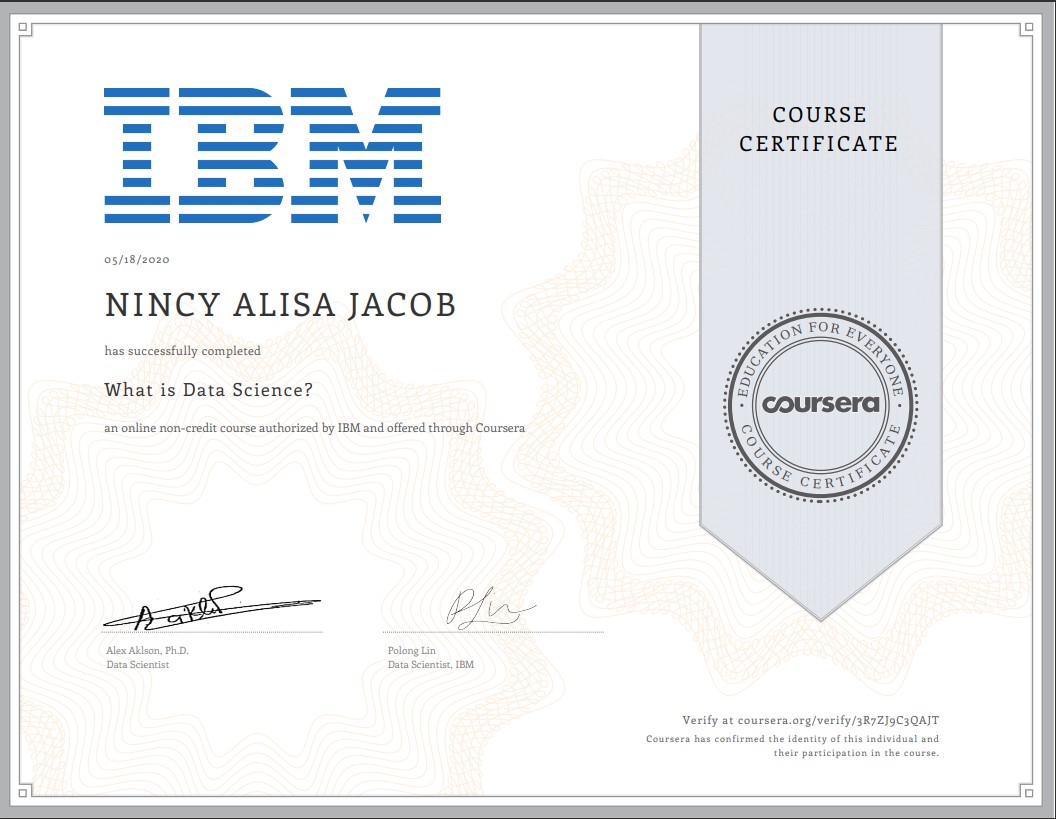 IBM
COURSE
CERTIFICATE
05/18/2020
NINCY ALISA JACOB
has successfully completed
What is Data Science?
an online non-credit course authorized by IBM and offered through Coursera
EDUCATION FOR EVERYONE
coursera
COURSE CERTIFICATE
Alex Aklson, Ph.D.
Data Scientist
Polong Lin
Data Scientist, IBM
Verify at coursera.org/verify/3R7ZJ9C3QAJT
Coursera has confirmed the identity of this individual and
their participation in the course.